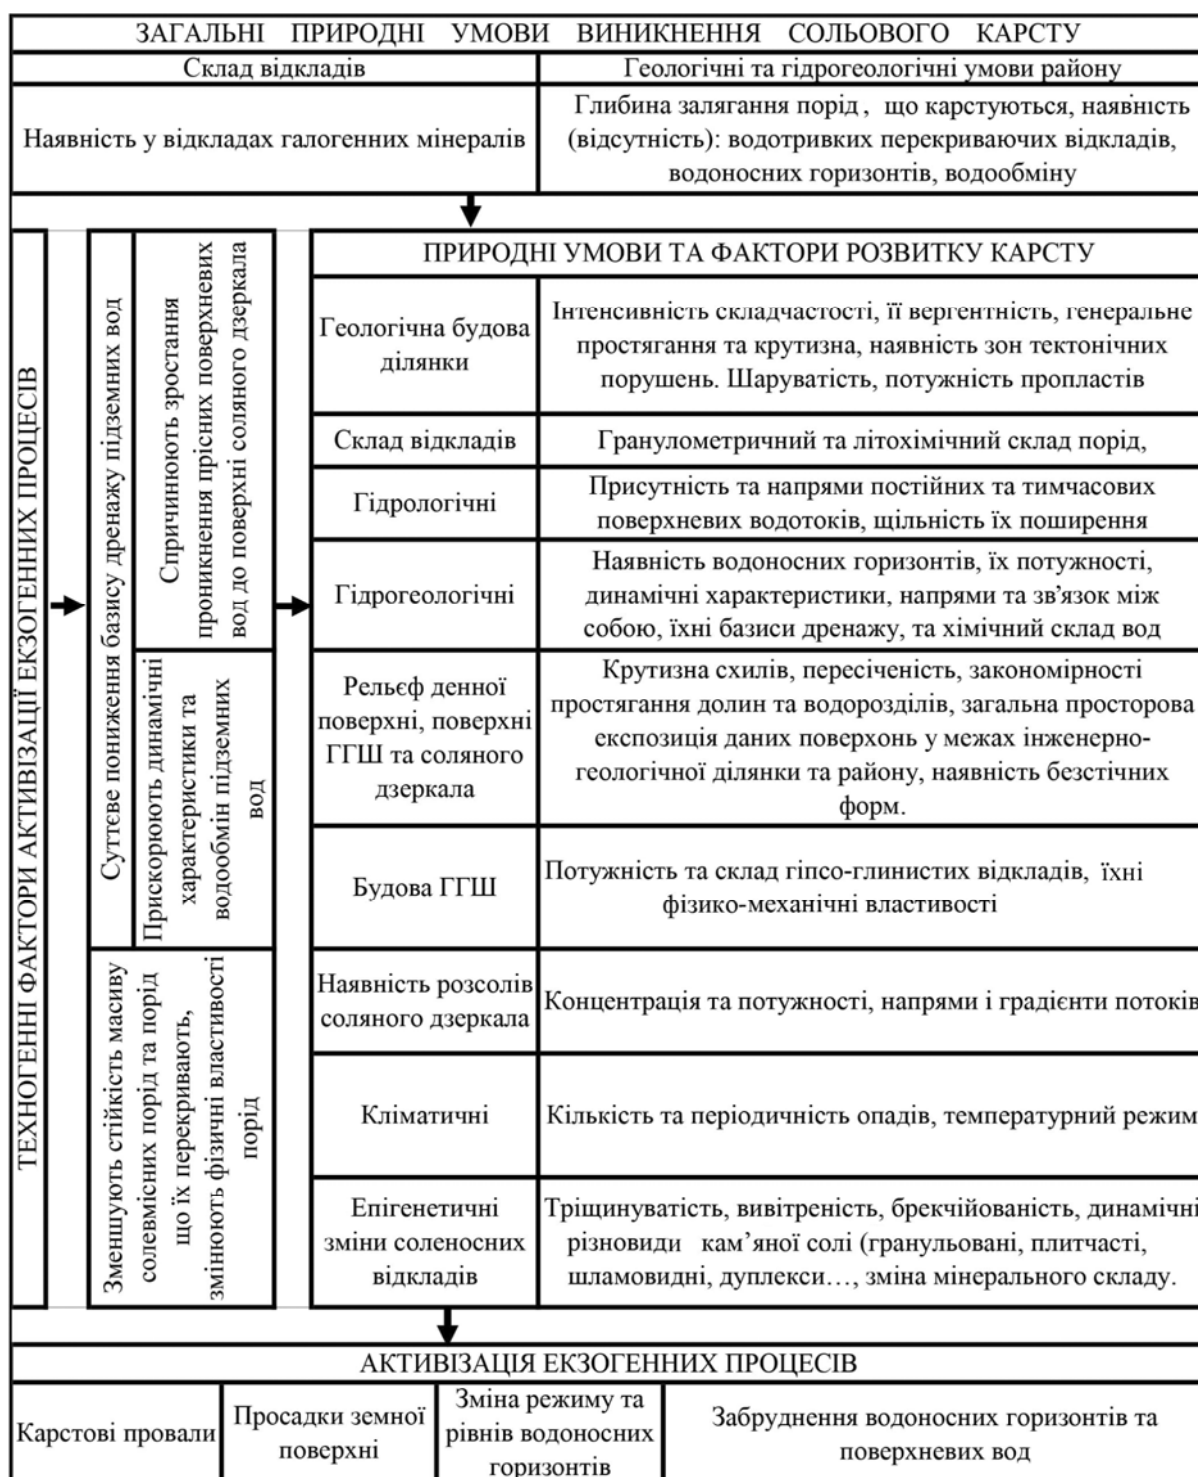 ЗАГАЛЬНІ ПРИРОДНІ УМОВИ ВИНИКНЕННЯ СОЛЬОВОГО КАРСТУ
Склад відкладів
Геологічні та гідрогеологічні умови району
Наявність у відкладах галогенних мінералів
Глибина залягання порід, що карстуються, наявність
(відсутність): водотривких перекриваючих відкладів,
водоносних горизонтів, водообміну
ТЕХНОГЕННІ ФАКТОРИ АКТИВІЗАЦІЇ ЕКЗОГЕННИХ ПРОЦЕСІВ
Суттєве пониження базису дренажу підземних вод
Спричинюють зростання
проникнення прісних поверхневих
вод до поверхні соляного дзеркала
Прискорюють динамічні
характеристики та
водообмін підземних
вод
Зменшують стійкість масиву
солевмісних порід та порід
що їх перекривають,
змінюють фізичні властивості
порід
ПРИРОДНІ УМОВИ ТА ФАКТОРИ РОЗВИТКУ КАРСТУ
Геологічна будова
ділянки
Інтенсивність складчастості, її вергентність, генеральне
простягання та крутизна, наявність зон тектонічних
порушень. Шаруватість, потужність пропластів
Склад відкладів
Гранулометричний та літохімічний склад порід,
Гідрологічні
Присутність та напрями постійних та тимчасових
поверхневих водотоків, щільність їх поширення
Гідрогеологічні
Наявність водоносних горизонтів, їх потужності,
динамічні характеристики, напрями та зв'язок між
собою, їхні базиси дренажу, та хімічний склад вод
Рельєф денної
поверхні, поверхні
ГГШ та соляного
дзеркала
Крутизна схилів, пересіченість, закономірності
простягання долин та водорозділів, загальна просторова
експозиція даних поверхонь у межах інженерно-
геологічної ділянки та району, наявність безстічних
форм.
Будова ГГШ
Потужність та склад гіпсо-глинистих відкладів, їхні
фізико-механічні властивості
Наявність розсолів
соляного дзеркала
Концентрація та потужності, напрями і градієнти потоків
Кліматичні
Кількість та періодичність опадів, температурний режим
Епігенетичні
зміни соленосних
відкладів
Тріщинуватість, вивітреність, брекчійованість, динамічні
різновиди кам'яної солі (гранульовані, плитчасті,
шламовидні, дуплекси…, зміна мінерального складу.
АКТИВІЗАЦІЯ ЕКЗОГЕННИХ ПРОЦЕСІВ
Карстові провали
Просадки земної
поверхні
Зміна режиму та
рівнів водоносних
горизонтів
Забруднення водоносних горизонтів та
поверхневих вод